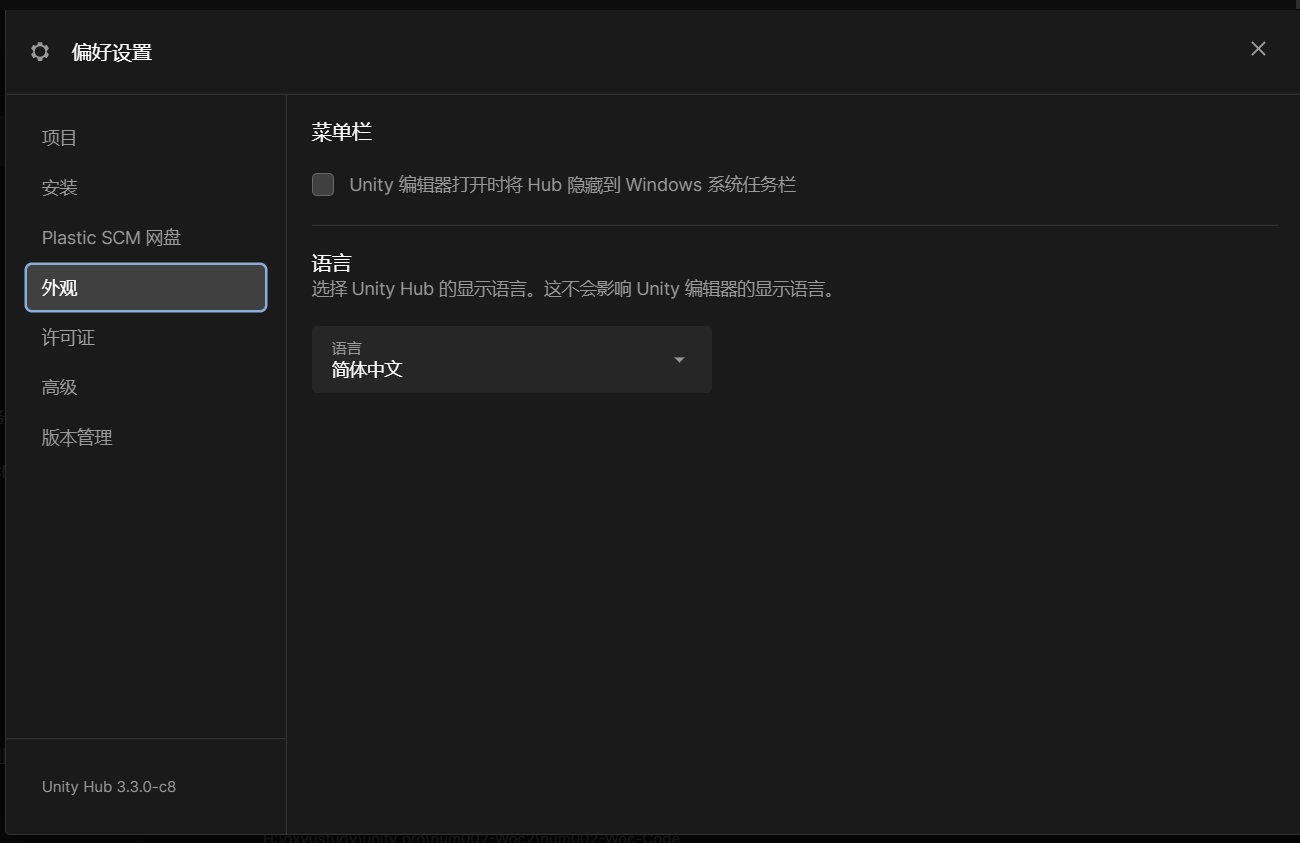 偏好设置
项目
安装
Plastic SCM 网盘
外观
许可证
高级
版本管理
Unity Hub 3.3.0-c8
菜单栏
Unity 编辑器打开时将 Hub 隐藏到 Windows 系统任务栏
语言
选择 Unity Hub 的显示语言。这不会影响 Unity 编辑器的显示语言。
语言
简体中文